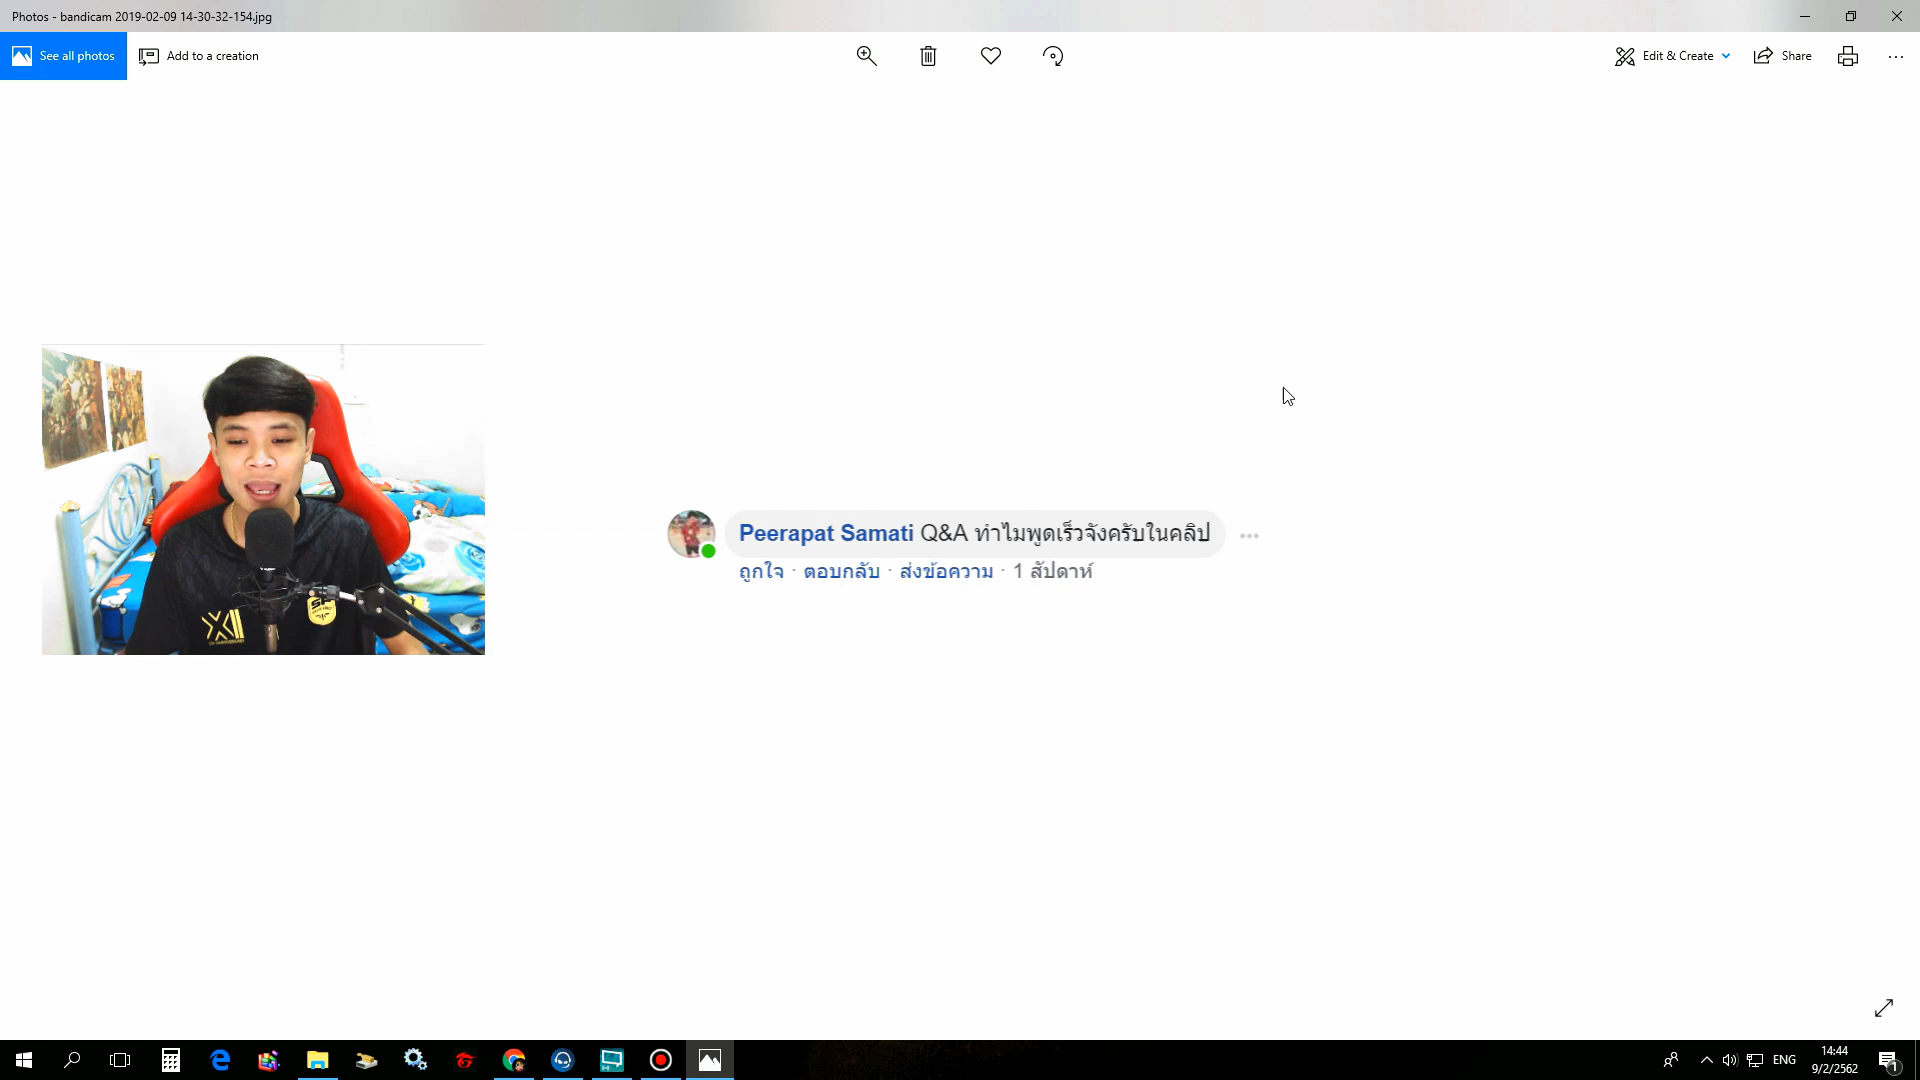 Photos - bandicam 2019-02-09 14-30-32-154.jpg
See all photos
Add to a creation
Edit & Create
Share
Peerapat Samati Q&A ทำไมพูดเร็วจังครับในคลิป
ถูกใจ · ตอบกลับ · ส่งข้อความ · 1 สัปดาห์
XII
SF
ENG
14:44
9/2/2562
1